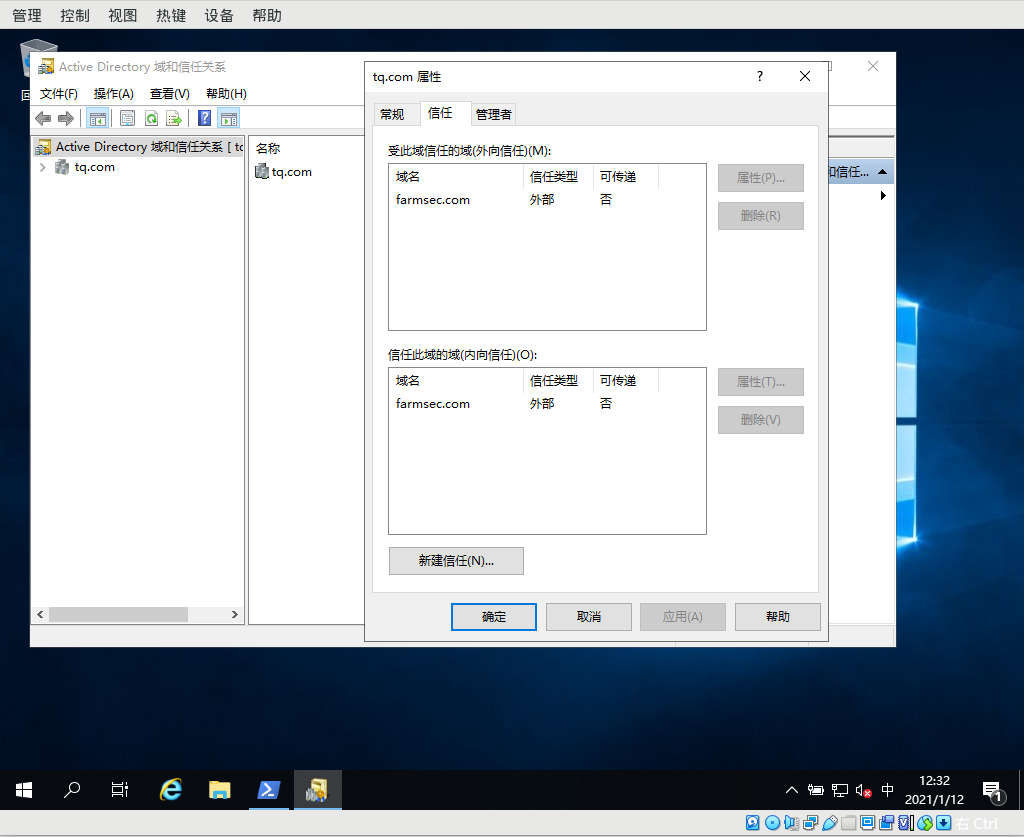 管理 控制 视图 热键 设备 帮助
Active Directory 域和信任关系
文件(F) 操作(A) 查看(V) 帮助(H)
Active Directory 域和信任关系 [ tc
tq.com
名称
tq.com
和信任...
tq.com 属性
?
常规 信任 管理者
受此域信任的域(外向信任)(M):
域名 信任类型 可传递
farmsec.com 外部 否
属性(P)...
删除(R)
信任此域的域(内向信任)(O):
域名 信任类型 可传递
farmsec.com 外部 否
属性(T)...
删除(V)
新建信任(N)...
确定 取消 应用(A) 帮助
中
12:32
2021/1/12
1
右 Ctrl